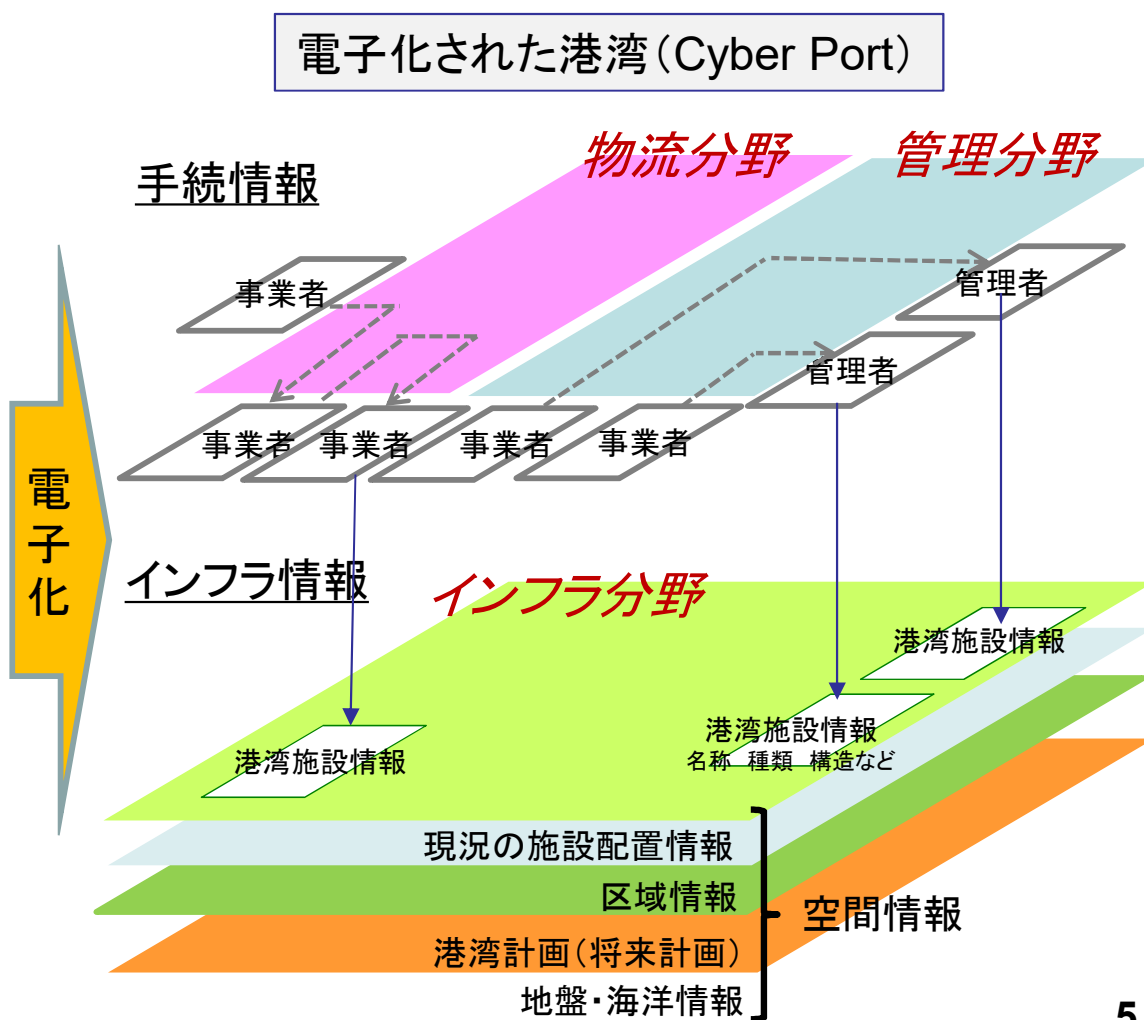 電子化された港湾（Cyber Port）
物流分野
管理分野
手続情報
事業者
管理者
管理者
事業者
事業者
事業者
事業者
電子化
インフラ情報
インフラ分野
港湾施設情報
港湾施設情報
名称 種類 構造など
港湾施設情報
現況の施設配置情報
区域情報
空間情報
港湾計画（将来計画）
地盤・海洋情報
5